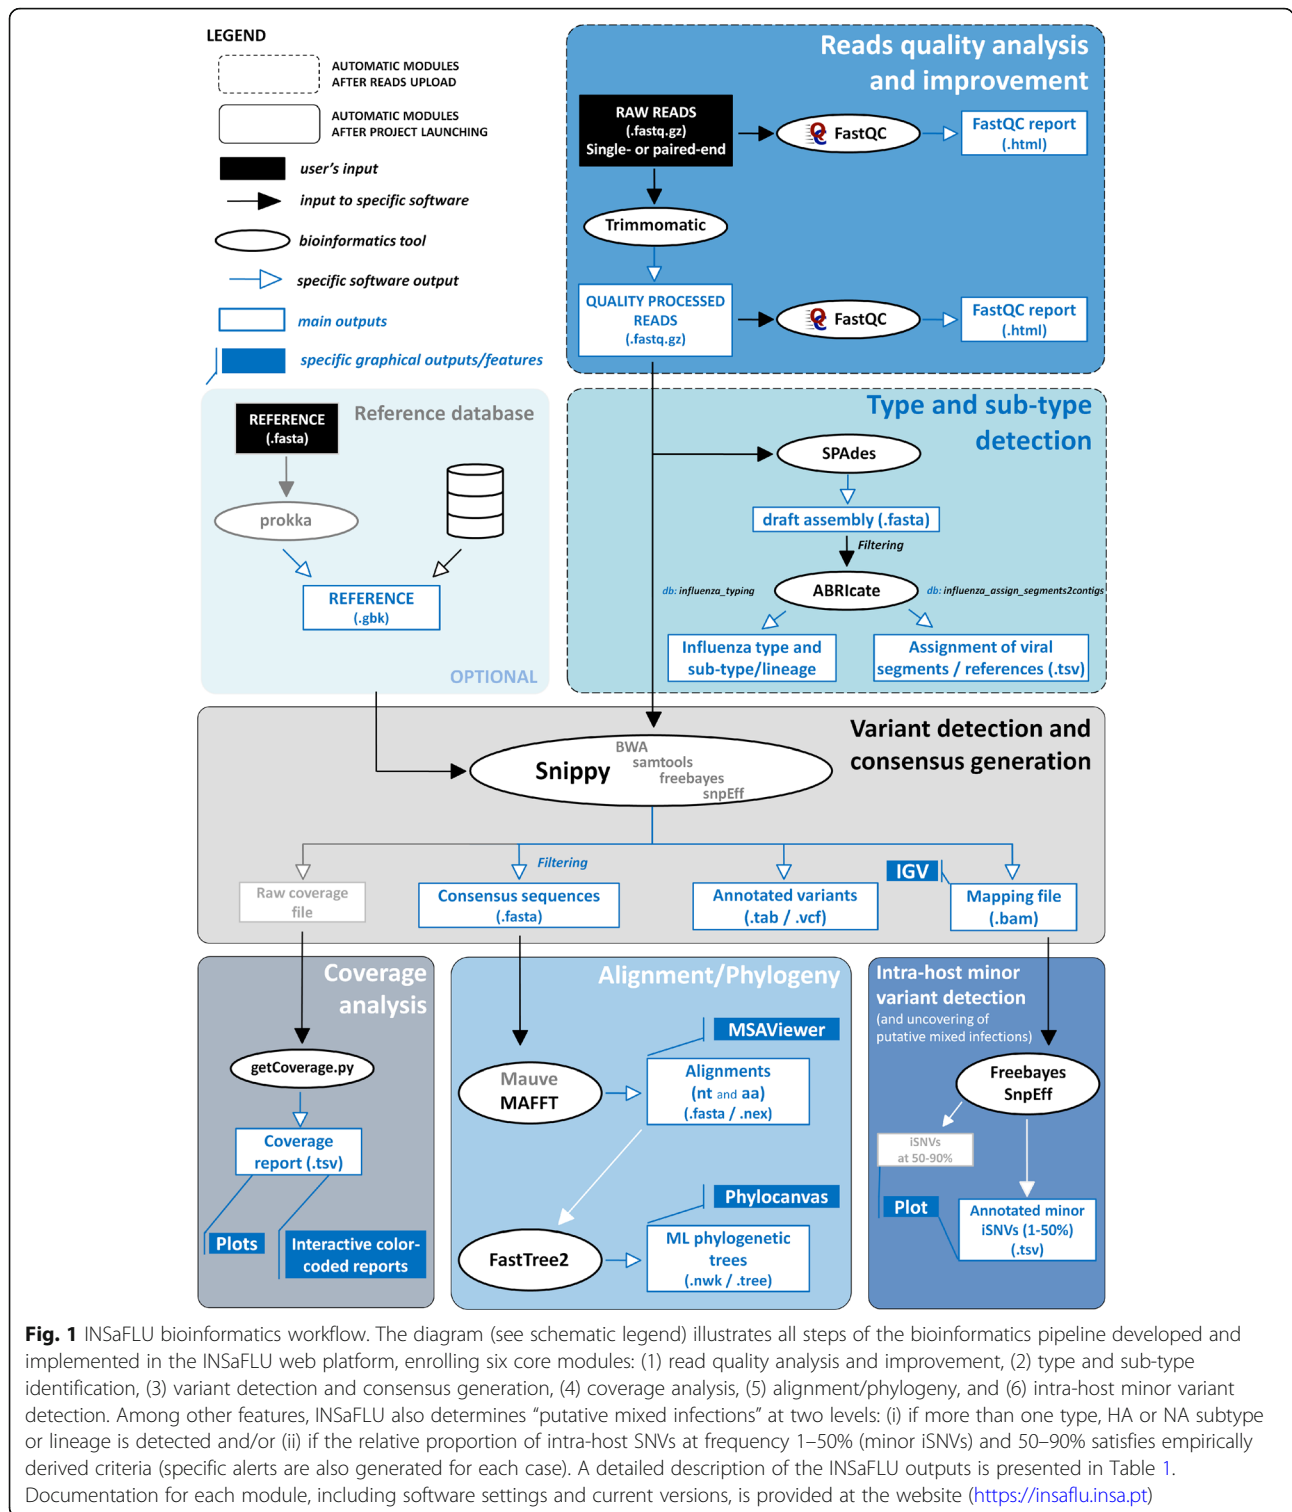 LEGEND
AUTOMATIC MODULES
AFTER READS UPLOAD
AUTOMATIC MODULES
AFTER PROJECT LAUNCHING
user's input
input to specific software
bioinformatics tool
specific software output
main outputs
specific graphical outputs/features
Reads quality analysis
and improvement
RAW READS
(.fastq.gz)
Single- or paired-end
FastQC
FastQC report
(.html)
Trimmomatic
QUALITY PROCESSED
READS
(.fastq.gz)
FastQC
FastQC report
(.html)
Reference database
REFERENCE
(.fasta)
prokka
REFERENCE
(.gbk)
OPTIONAL
Type and sub-type
detection
SPAdes
draft assembly (.fasta)
Filtering
ABRIcate
db: influenza_typing
db: influenza_assign_segments2contigs
Influenza type and
sub-type/lineage
Assignment of viral
segments / references (.tsv)
Variant detection and
consensus generation
Snippy
BWA
samtools
freebayes
snpEff
Filtering
Raw coverage
file
Consensus sequences
(.fasta)
Annotated variants
(.tab / .vcf)
IGV
Mapping file
(.bam)
Coverage
analysis
getCoverage.py
Coverage
report (.tsv)
Plots
Interactive color-
coded reports
Alignment/Phylogeny
MSAViewer
Mauve
MAFFT
Alignments
(nt and aa)
(.fasta / .nex)
Phylocanvas
FastTree2
ML phylogenetic
trees
(.nwk / .tree)
Intra-host minor
variant detection
(and uncovering of
putative mixed infections)
Freebayes
SnpEff
iSNVs
at 50-90%
Plot
Annotated minor
iSNVs (1-50%)
(.tsv)
Fig. 1 INSaFLU bioinformatics workflow. The diagram (see schematic legend) illustrates all steps of the bioinformatics pipeline developed and
implemented in the INSaFLU web platform, enrolling six core modules: (1) read quality analysis and improvement, (2) type and sub-type
identification, (3) variant detection and consensus generation, (4) coverage analysis, (5) alignment/phylogeny, and (6) intra-host minor variant
detection. Among other features, INSaFLU also determines “putative mixed infections” at two levels: (i) if more than one type, HA or NA subtype
or lineage is detected and/or (ii) if the relative proportion of intra-host SNVs at frequency 1–50% (minor iSNVs) and 50–90% satisfies empirically
derived criteria (specific alerts are also generated for each case). A detailed description of the INSaFLU outputs is presented in Table 1.
Documentation for each module, including software settings and current versions, is provided at the website (https://insaflu.insa.pt)